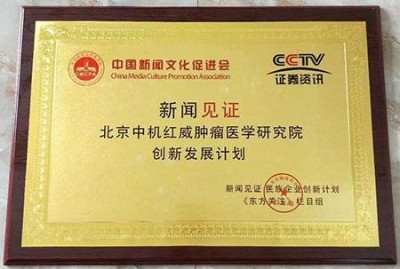 中国新闻文化促进会
China Media Culture Promotion Association
CCTV
证券资讯
新闻见证
北京中机红威肿瘤医学研究院
创新发展计划
新闻见证 民族企业创新计划
《东方关注》栏目组